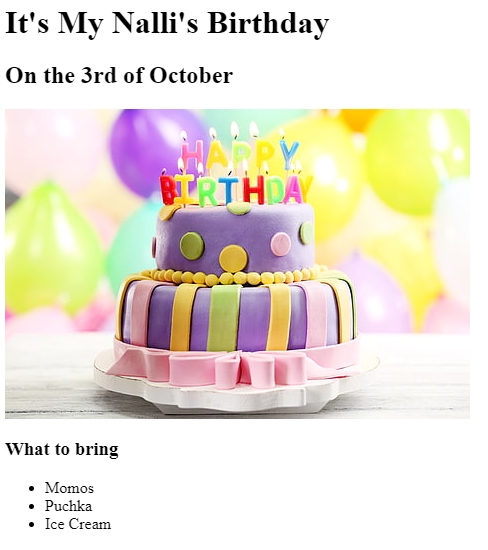 It's My Nalli's Birthday
On the 3rd of October
HAPPY
BIRTHDAY
What to bring
Momos
Puchka
Ice Cream